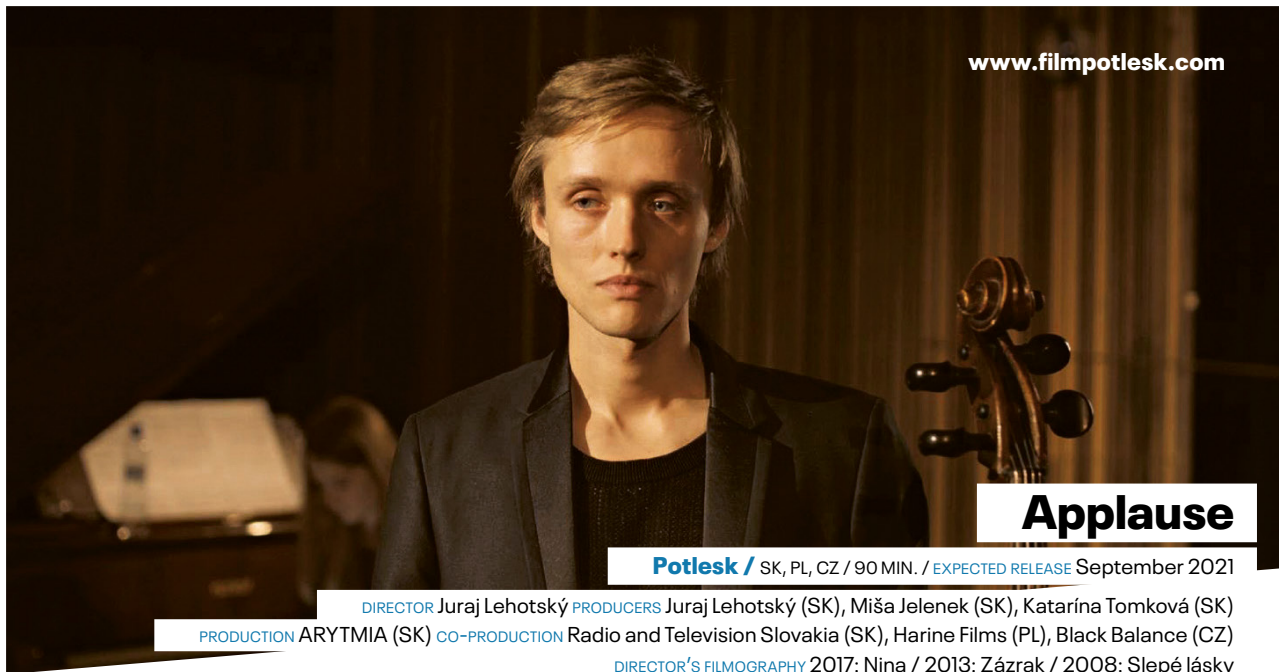 www.filmpotlesk.com
Applause
Potlesk / SK, PL, CZ / 90 MIN. / EXPECTED RELEASE September 2021
DIRECTOR Juraj Lehotský PRODUCERS Juraj Lehotský (SK), Miša Jelenek (SK), Katarína Tomková (SK)
PRODUCTION ARYTMIA (SK) CO-PRODUCTION Radio and Television Slovakia (SK), Harine Films (PL), Black Balance (CZ)
DIRECTOR'S FILMOGRAPHY 2017: Nina / 2013: Zázrak / 2008: Slepé lásky